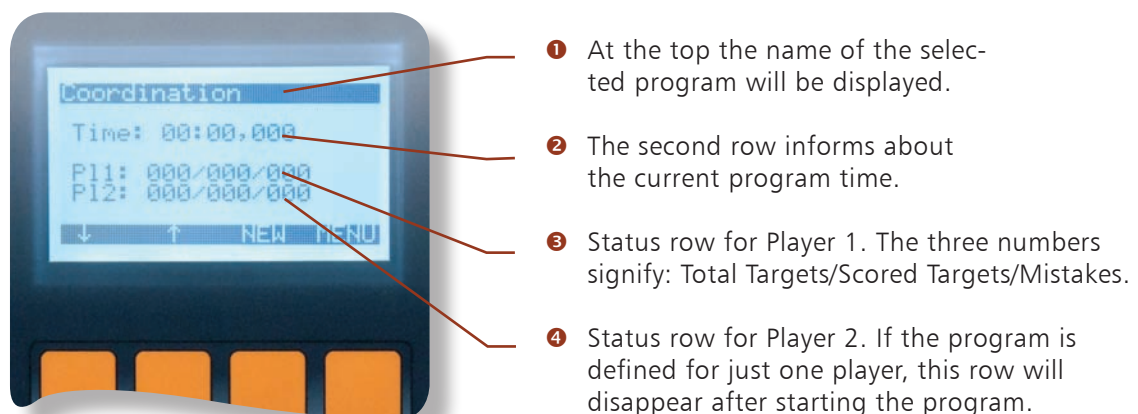 Coordination
Time: 00:00,000
Pl1: 000/000/000
Pl2: 000/000/000
↓ ↑ NEW MENU
❶ At the top the name of the selec-
ted program will be displayed.
❷ The second row informs about
the current program time.
❸ Status row for Player 1. The three numbers
signify: Total Targets/Scored Targets/Mistakes.
❹ Status row for Player 2. If the program is
defined for just one player, this row will
disappear after starting the program.